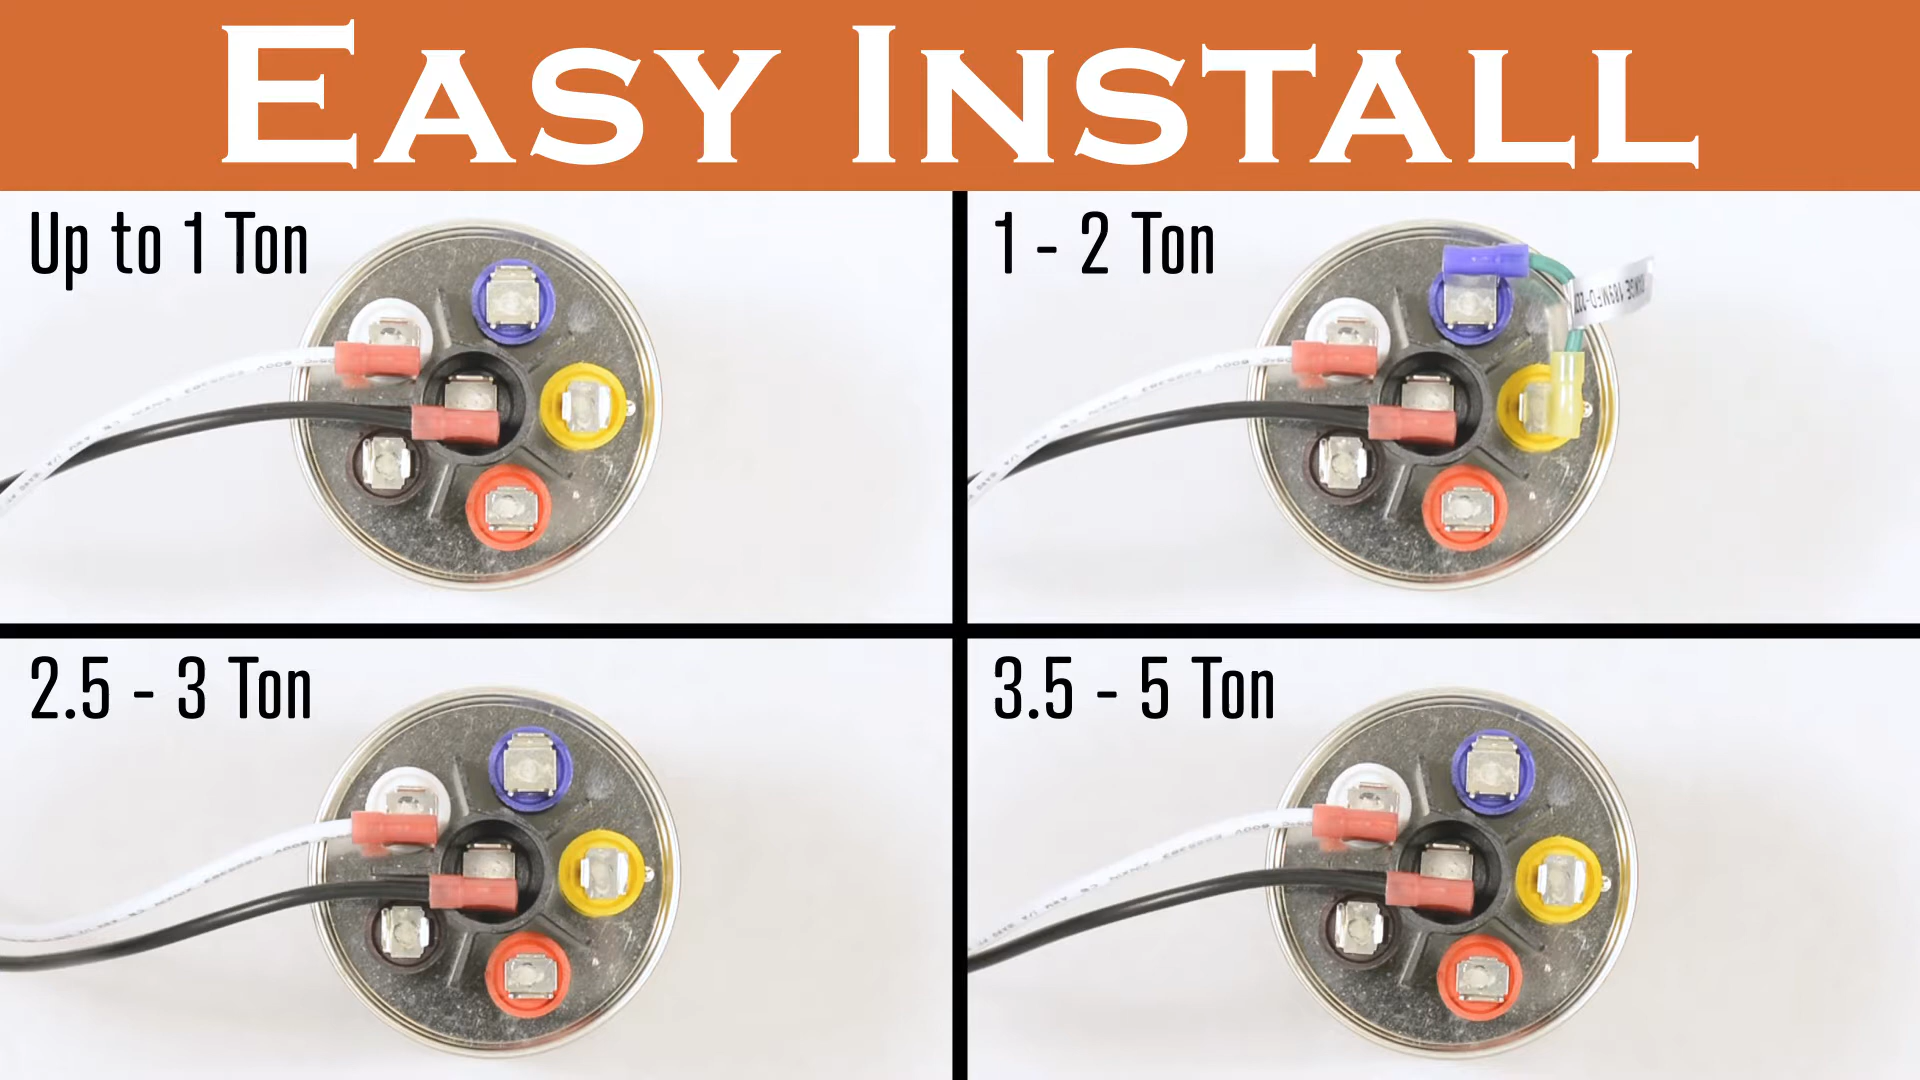 EASY INSTALL
Up to 1 Ton
1 - 2 Ton
2.5 - 3 Ton
3.5 - 5 Ton